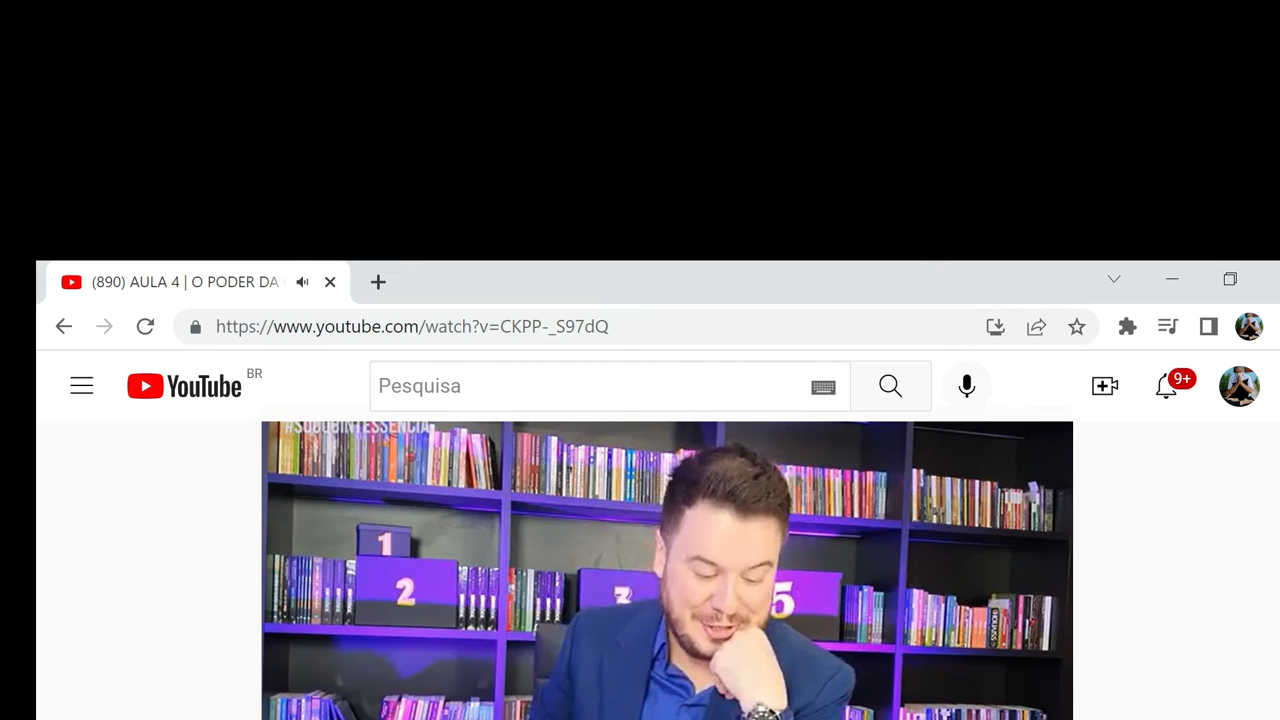 (890) AULA 4 | O PODER DA
https://www.youtube.com/watch?v=CKPP-_S97dQ
YouTube BR
Pesquisa
9+
#SOUQUINTESSENCIA
1
2
3
5